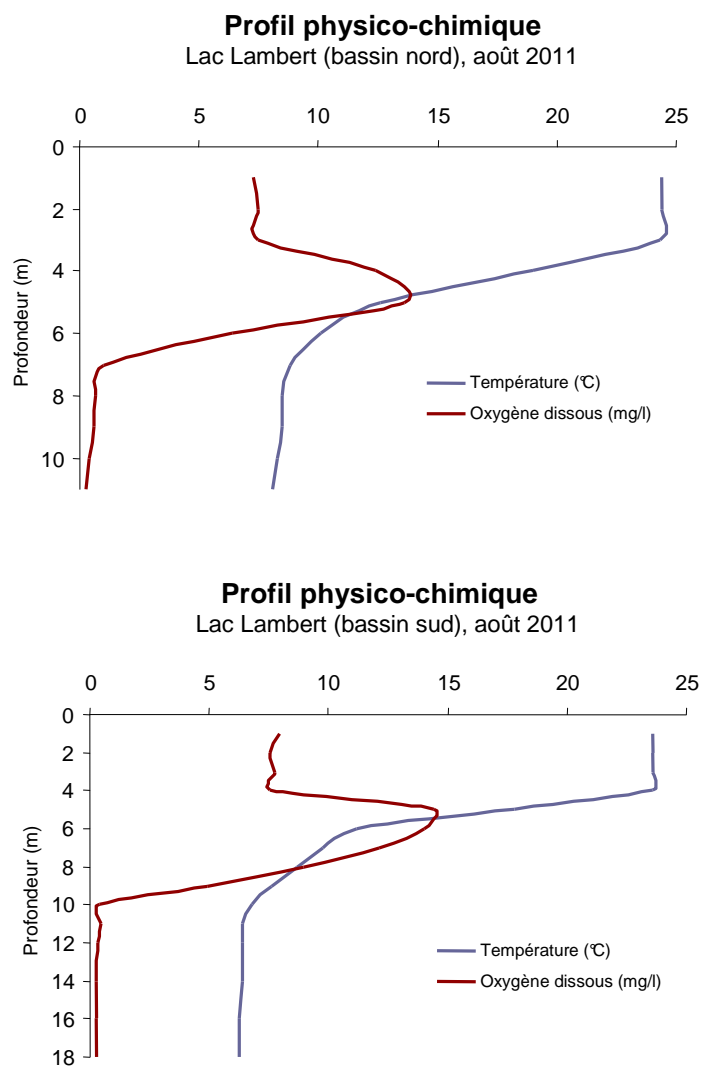 Profil physico-chimique
Lac Lambert (bassin nord), août 2011
0 5 10 15 20 25
0
2
4
6
8
10
Profondeur (m)
Température (°C)
Oxygène dissous (mg/l)
Profil physico-chimique
Lac Lambert (bassin sud), août 2011
0 5 10 15 20 25
0
2
4
6
8
10
12
14
16
18
Profondeur (m)
Température (°C)
Oxygène dissous (mg/l)